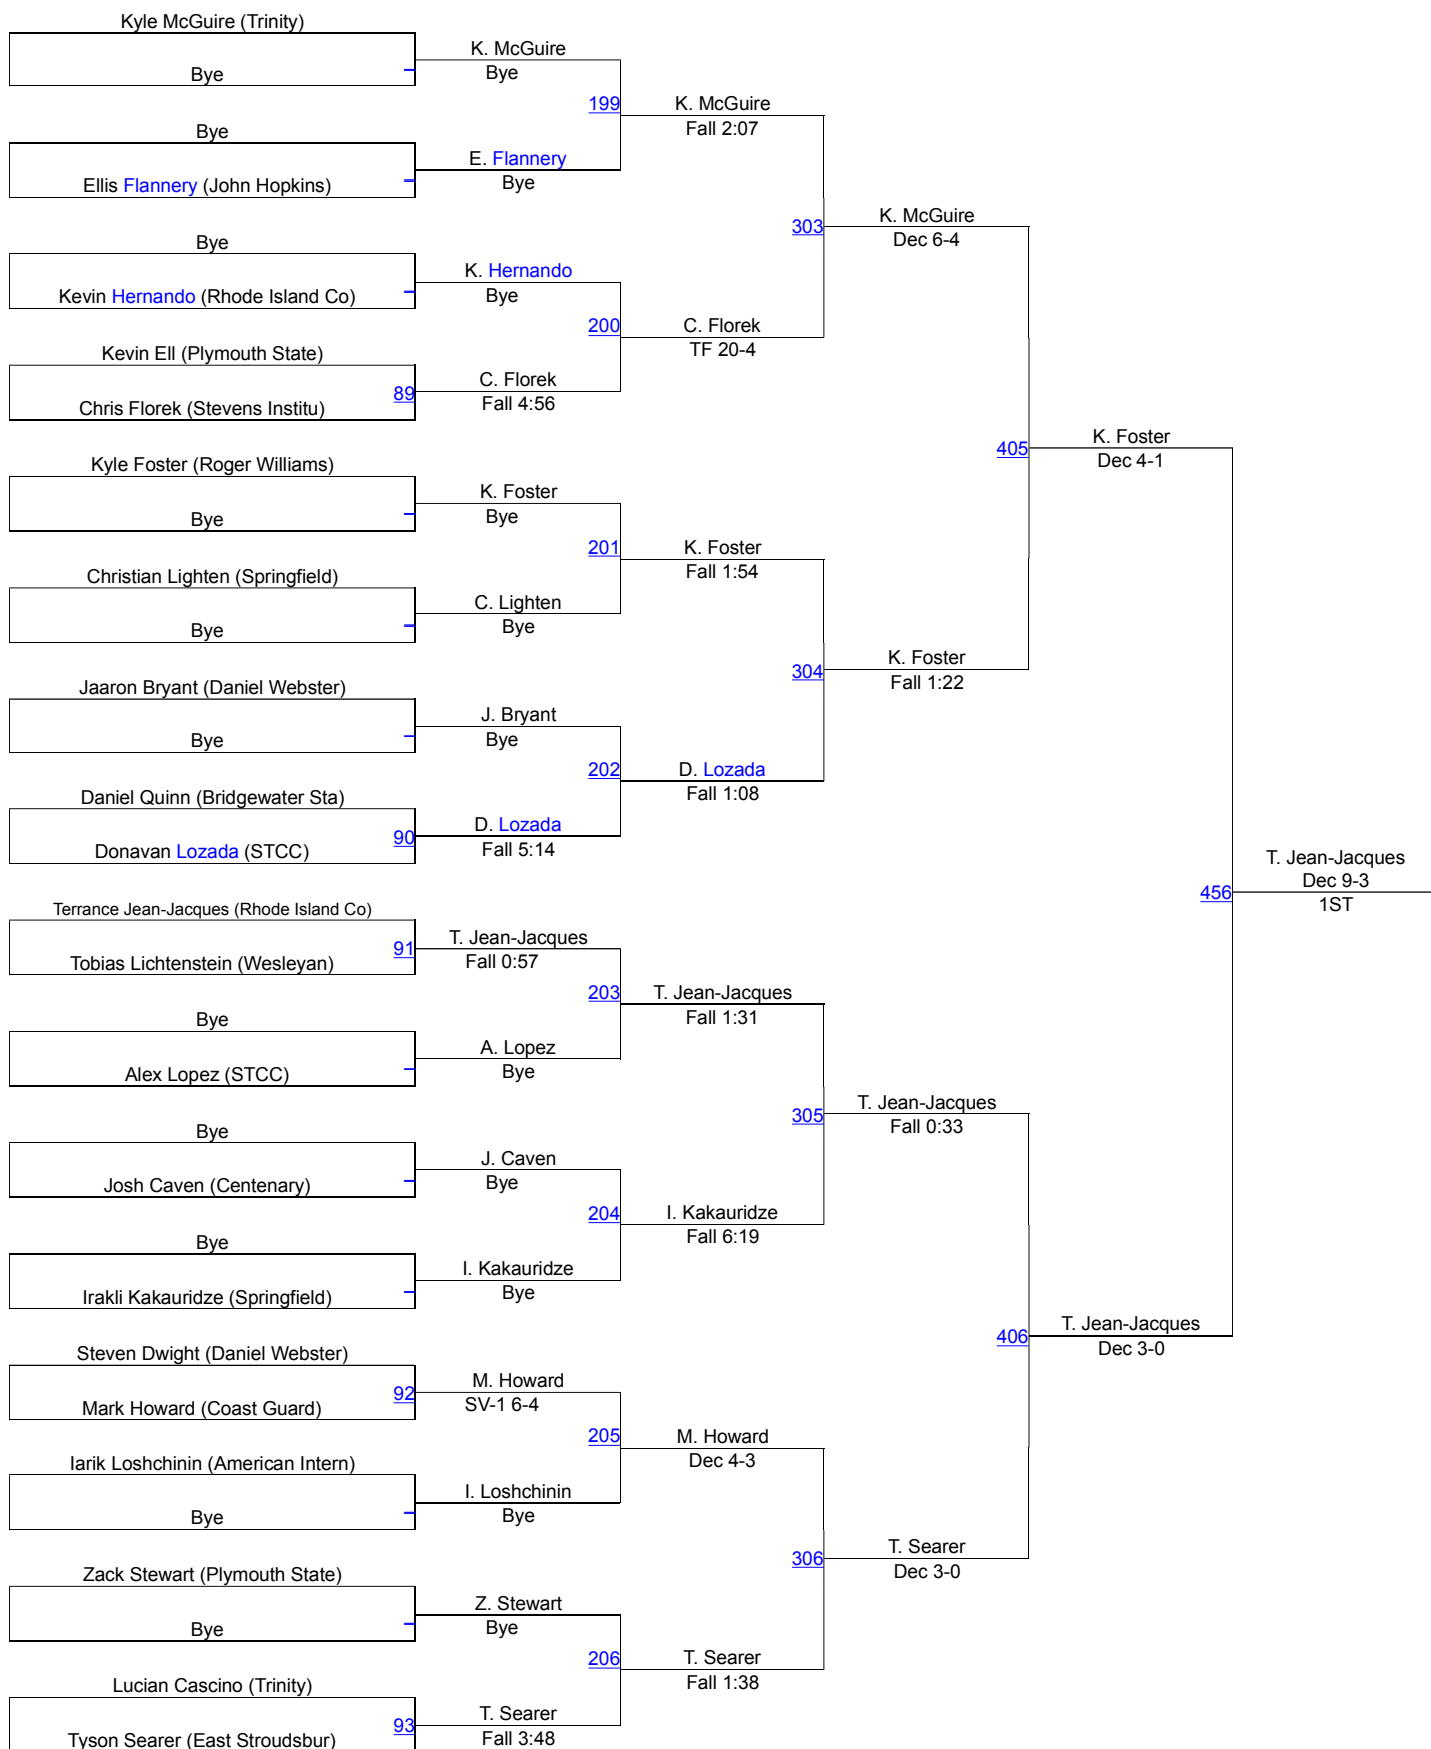 Kyle McGuire (Trinity)
K. McGuire
Bye
Bye
199
K. McGuire
Fall 2:07
Bye
E. Flannery
Ellis Flannery (John Hopkins)
Bye
303
K. McGuire
Dec 6-4
Bye
K. Hernando
Kevin Hernando (Rhode Island Co)
Bye
200
C. Florek
TF 20-4
Kevin Ell (Plymouth State)
89
C. Florek
Chris Florek (Stevens Institu)
Fall 4:56
405
K. Foster
Dec 4-1
Kyle Foster (Roger Williams)
K. Foster
Bye
Bye
201
K. Foster
Fall 1:54
Christian Lighten (Springfield)
C. Lighten
Bye
Bye
304
K. Foster
Fall 1:22
Jaaron Bryant (Daniel Webster)
J. Bryant
Bye
Bye
202
D. Lozada
Fall 1:08
Daniel Quinn (Bridgewater Sta)
90
D. Lozada
Donavan Lozada (STCC)
Fall 5:14
456
T. Jean-Jacques
Dec 9-3
1ST
Terrance Jean-Jacques (Rhode Island Co)
91
T. Jean-Jacques
Tobias Lichtenstein (Wesleyan)
Fall 0:57
203
T. Jean-Jacques
Fall 1:31
Bye
A. Lopez
Alex Lopez (STCC)
Bye
305
T. Jean-Jacques
Fall 0:33
Bye
J. Caven
Josh Caven (Centenary)
Bye
204
I. Kakauridze
Fall 6:19
Bye
I. Kakauridze
Irakli Kakauridze (Springfield)
Bye
406
T. Jean-Jacques
Dec 3-0
Steven Dwight (Daniel Webster)
92
M. Howard
Mark Howard (Coast Guard)
SV-1 6-4
205
M. Howard
Dec 4-3
Iarik Loshchinin (American Intern)
I. Loshchinin
Bye
Bye
306
T. Searer
Dec 3-0
Zack Stewart (Plymouth State)
Z. Stewart
Bye
Bye
206
T. Searer
Fall 1:38
Lucian Cascino (Trinity)
93
T. Searer
Tyson Searer (East Stroudsbur)
Fall 3:48